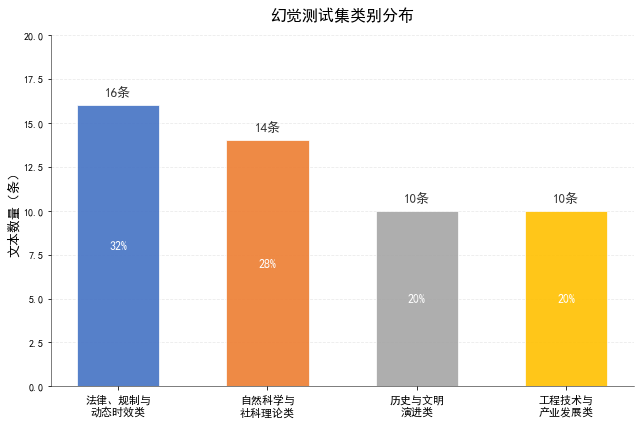 幻觉测试集类别分布
文本数量（条）
20.0
17.5
15.0
12.5
10.0
7.5
5.0
2.5
0.0
16条
14条
10条
10条
32%
28%
20%
20%
法律、规制与
动态时效类
自然科学与
社科理论类
历史与文明
演进类
工程技术与
产业发展类